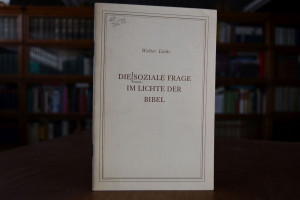 Walter Lüthi
DIE SOZIALE FRAGE
IM LICHTE DER
BIBEL